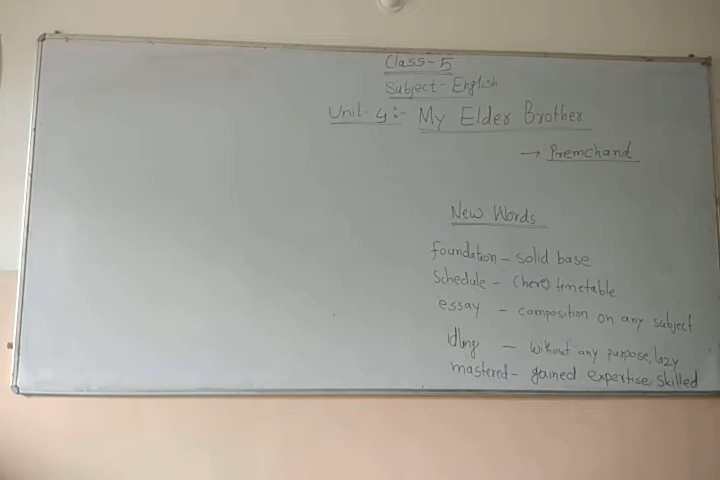 Class-5
Subject- English
Unit 4:- My Elder Brother
→ Premchand
New Words
foundation - solid base
Schedule - (here) timetable
essay - composition on any subject
idling - without any purpose, lazy
mastered - gained expertise, skilled